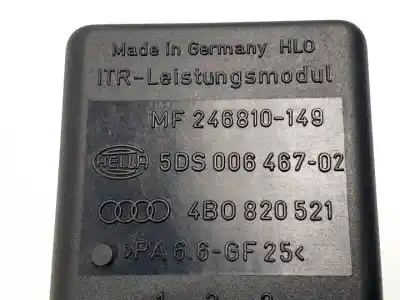 Made in Germany HLO
ITR-Leistungsmodul
MF 246810-149
HELLA 5DS 006 467-02
4B0 820 521
>PA 6.6-GF 25<